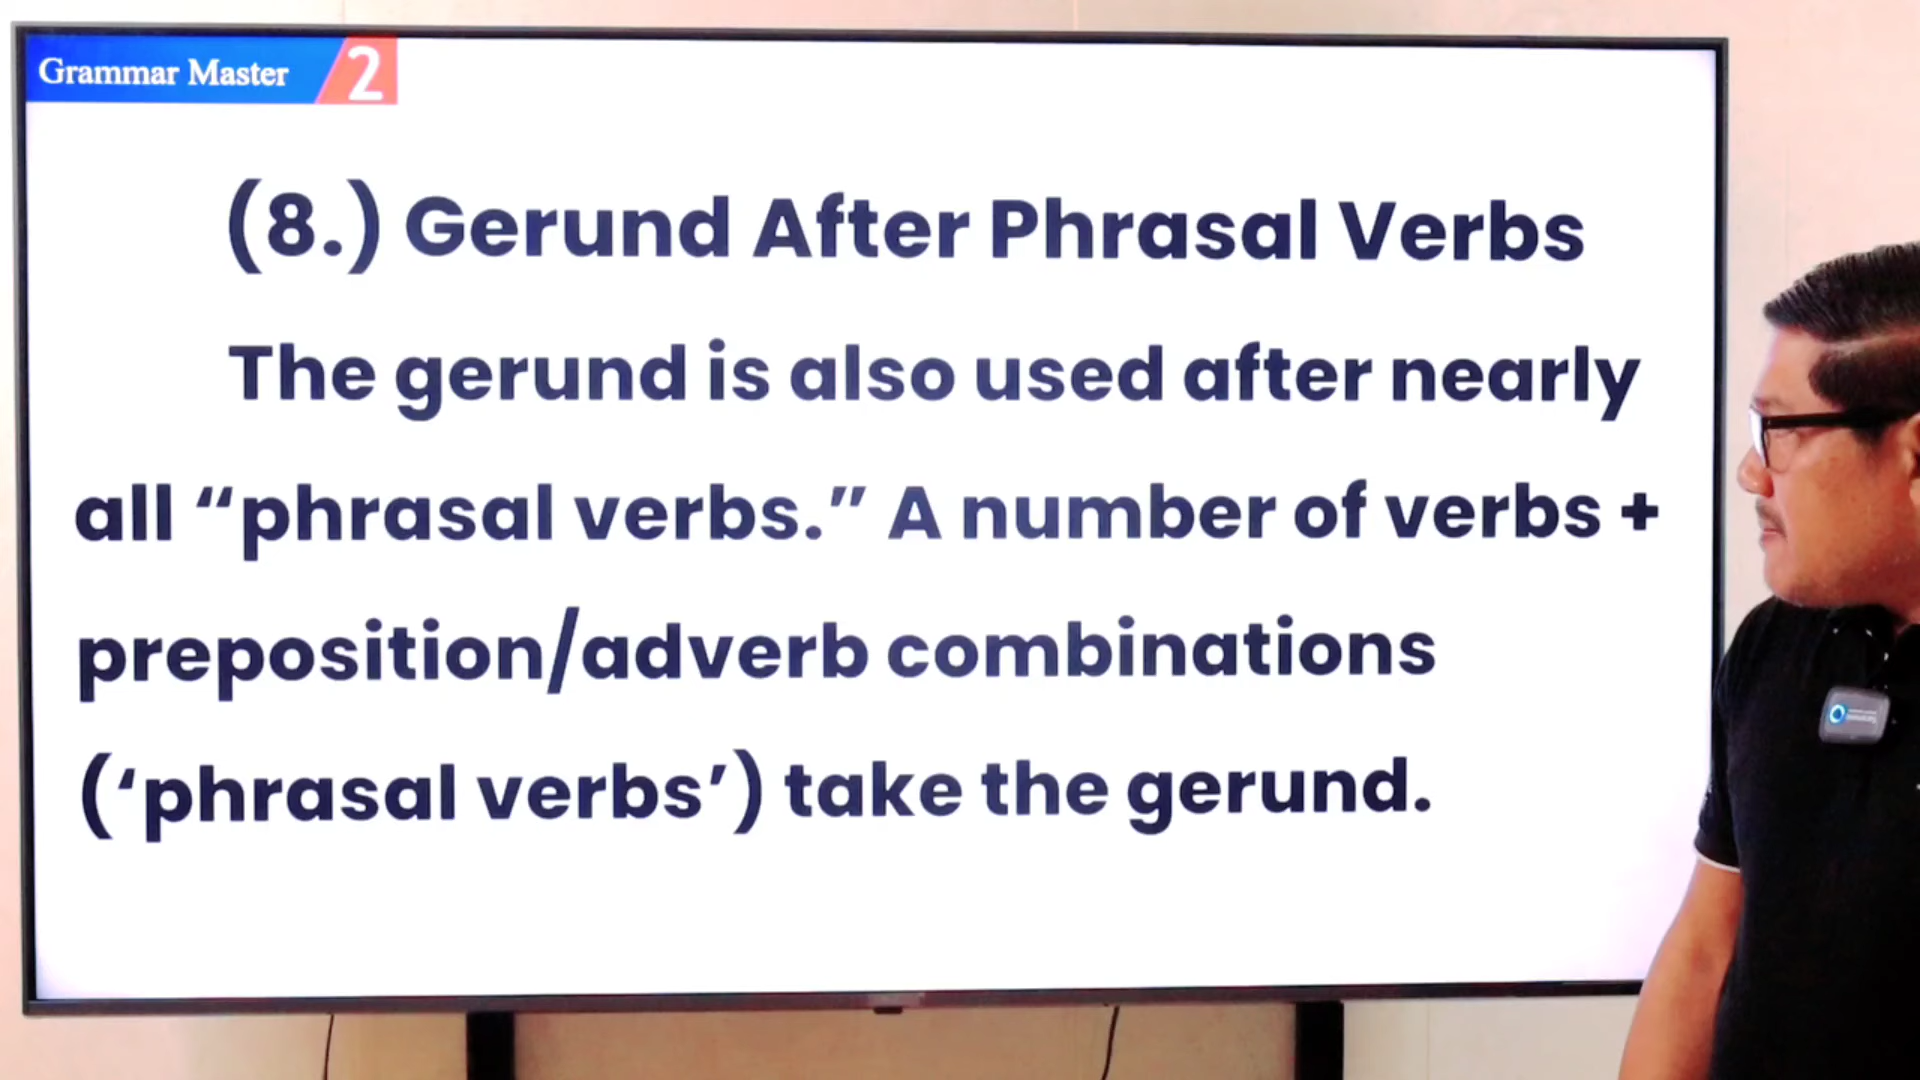 Grammar Master 2
(8.) Gerund After Phrasal Verbs
The gerund is also used after nearly
all “phrasal verbs.” A number of verbs +
preposition/adverb combinations
(‘phrasal verbs’) take the gerund.